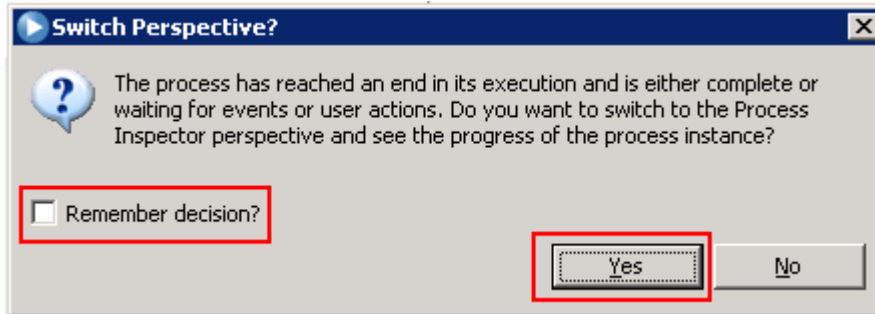 Switch Perspective?
The process has reached an end in its execution and is either complete or
waiting for events or user actions. Do you want to switch to the Process
Inspector perspective and see the progress of the process instance?
Remember decision?
Yes No